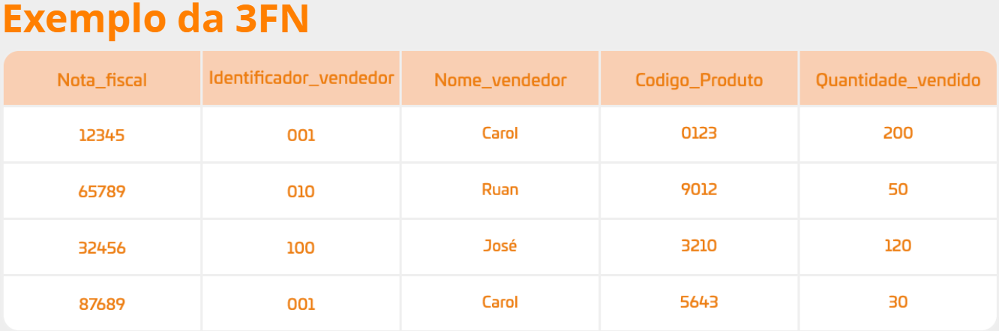 Exemplo da 3FN
Nota_fiscal Identificador_vendedor Nome_vendedor Codigo_Produto Quantidade_vendido
12345 001 Carol 0123 200
65789 010 Ruan 9012 50
32456 100 José 3210 120
87689 001 Carol 5643 30